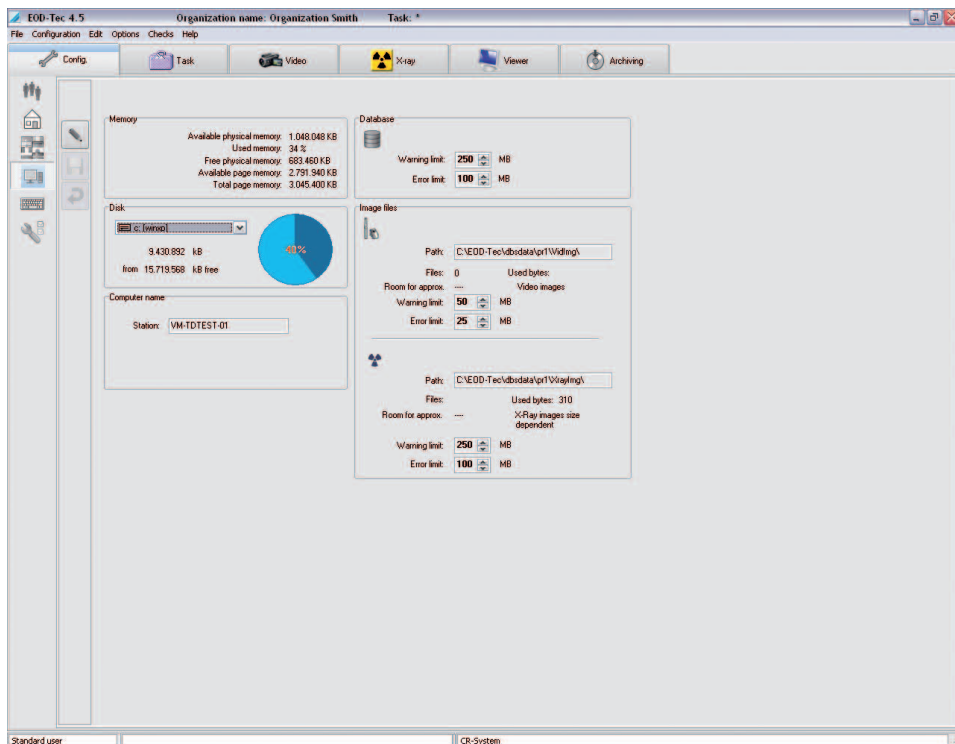 EOD-Tec 4.5 Organization name: Organization Smith Task: *
File Configuration Edit Options Checks Help
Config. Task Video X-ray Viewer Archiving
Memory
Available physical memory: 1.048.048 KB
Used memory: 34 %
Free physical memory: 683.460 KB
Available page memory: 2.791.940 KB
Total page memory: 3.045.400 KB
Database
Warning limit: 250 MB
Error limit: 100 MB
Disk
c: [winxp]
9.430.892 kB
from 15.719.568 kB free
40%
Computer name
Station: VM-TDTEST-01
Image files
Path: C:\EOD-Tec\dbsdata\pr1\VidImg\
Files: 0 Used bytes:
Room for approx. ---- Video images
Warning limit: 50 MB
Error limit: 25 MB
Path: C:\EOD-Tec\dbsdata\pr1\XrayImg\
Files: Used bytes: 310
Room for approx. ---- X-Ray images size
dependent
Warning limit: 250 MB
Error limit: 100 MB
Standard user CR-System